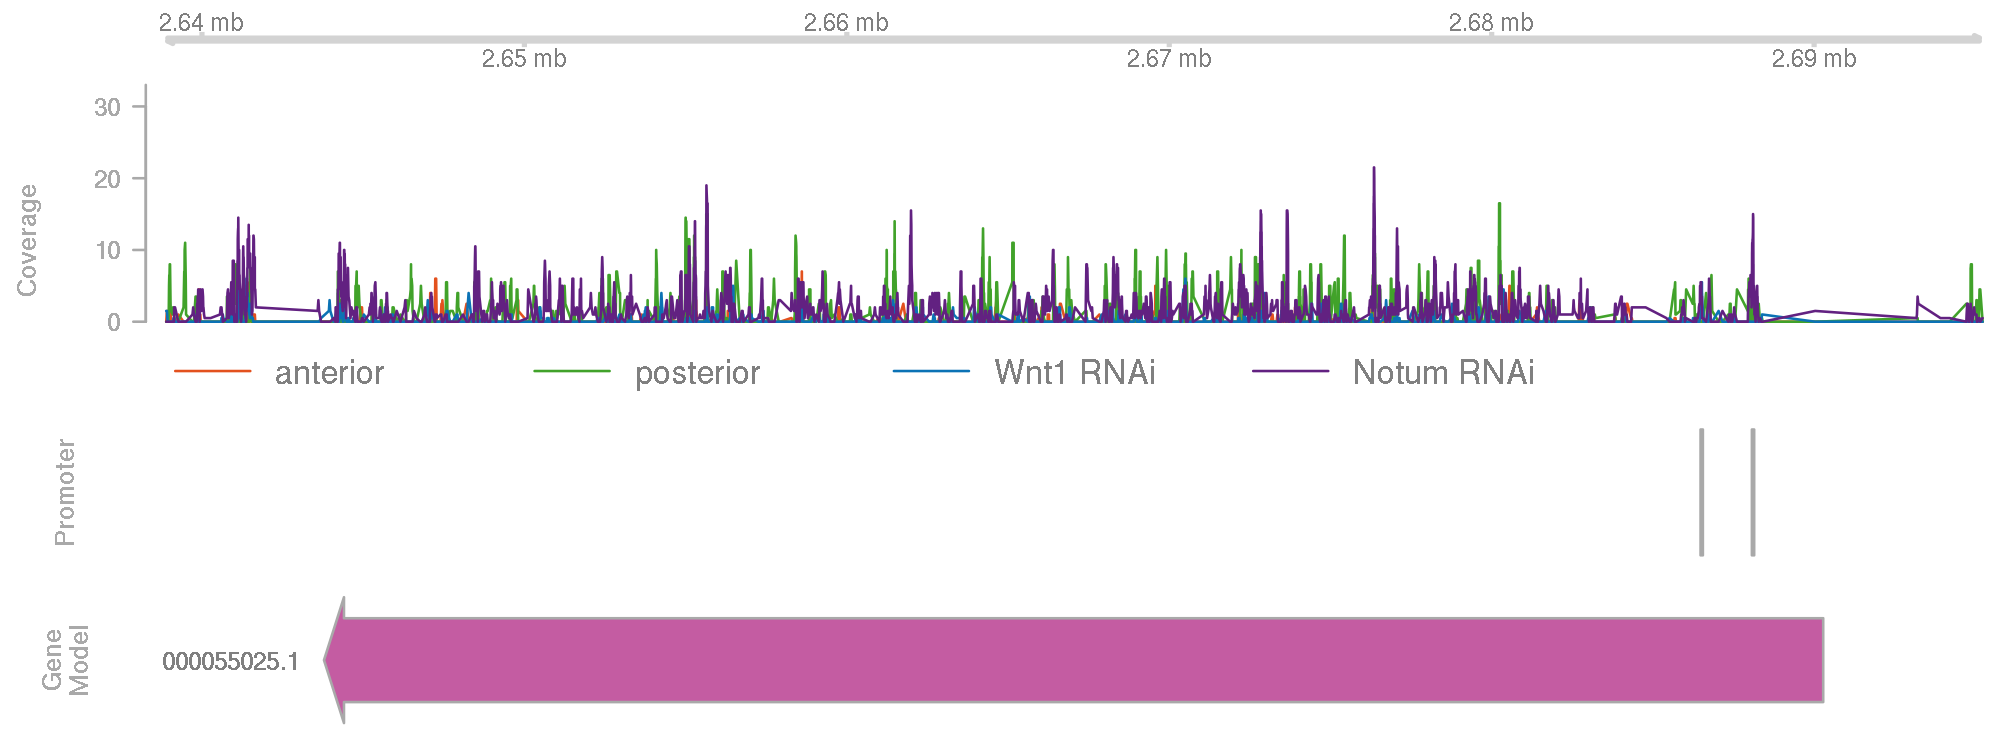 2.64 mb 2.66 mb 2.68 mb
2.65 mb 2.67 mb 2.69 mb
Coverage
30
20
10
0
anterior posterior Wnt1 RNAi Notum RNAi
Promoter
Gene
Model
000055025.1